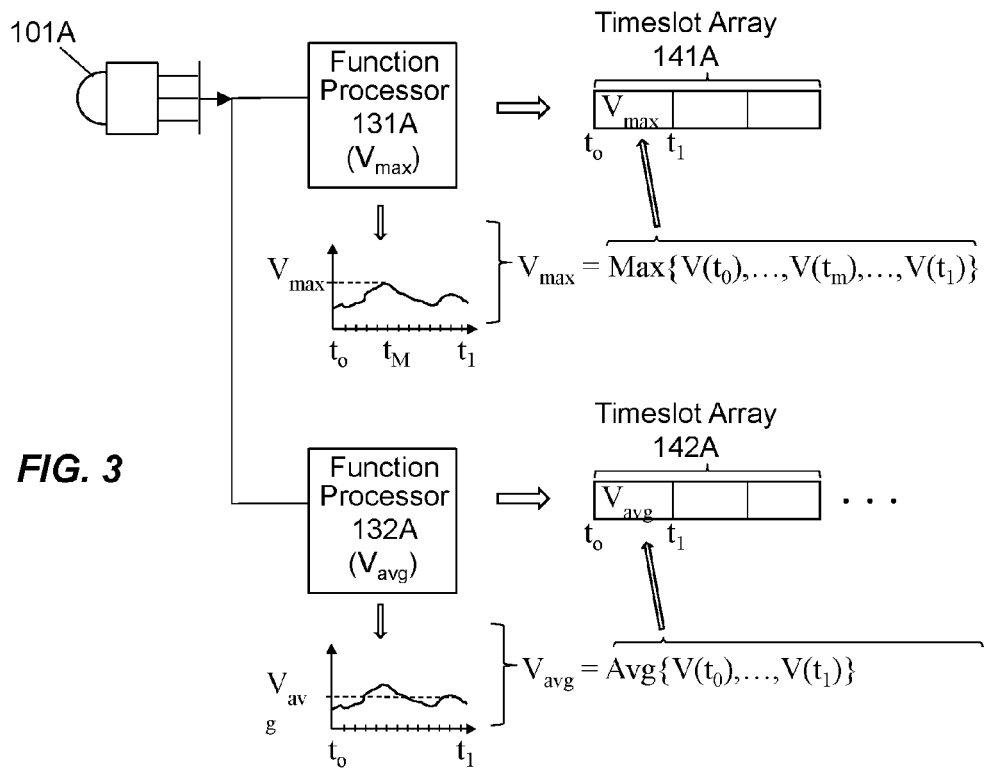 101A
Function
Processor
131A
(Vmax)
Timeslot Array
141A
Vmax
to t1
Vmax
to tM t1
Vmax = Max{V(t0),…,V(tm),…,V(t1)}
FIG. 3
Function
Processor
132A
(Vavg)
Timeslot Array
142A
Vavg
. . .
to t1
Vav
g
to t1
Vavg = Avg{V(t0),…,V(t1)}